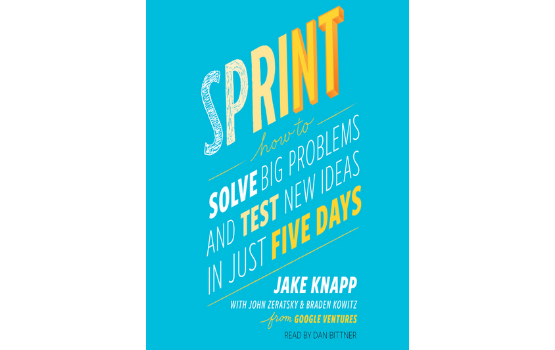 SPRINT
how to
SOLVE BIG PROBLEMS
AND TEST NEW IDEAS
IN JUST FIVE DAYS
JAKE KNAPP
WITH JOHN ZERATSKY & BRADEN KOWITZ
from GOOGLE VENTURES
READ BY DAN BITTNER